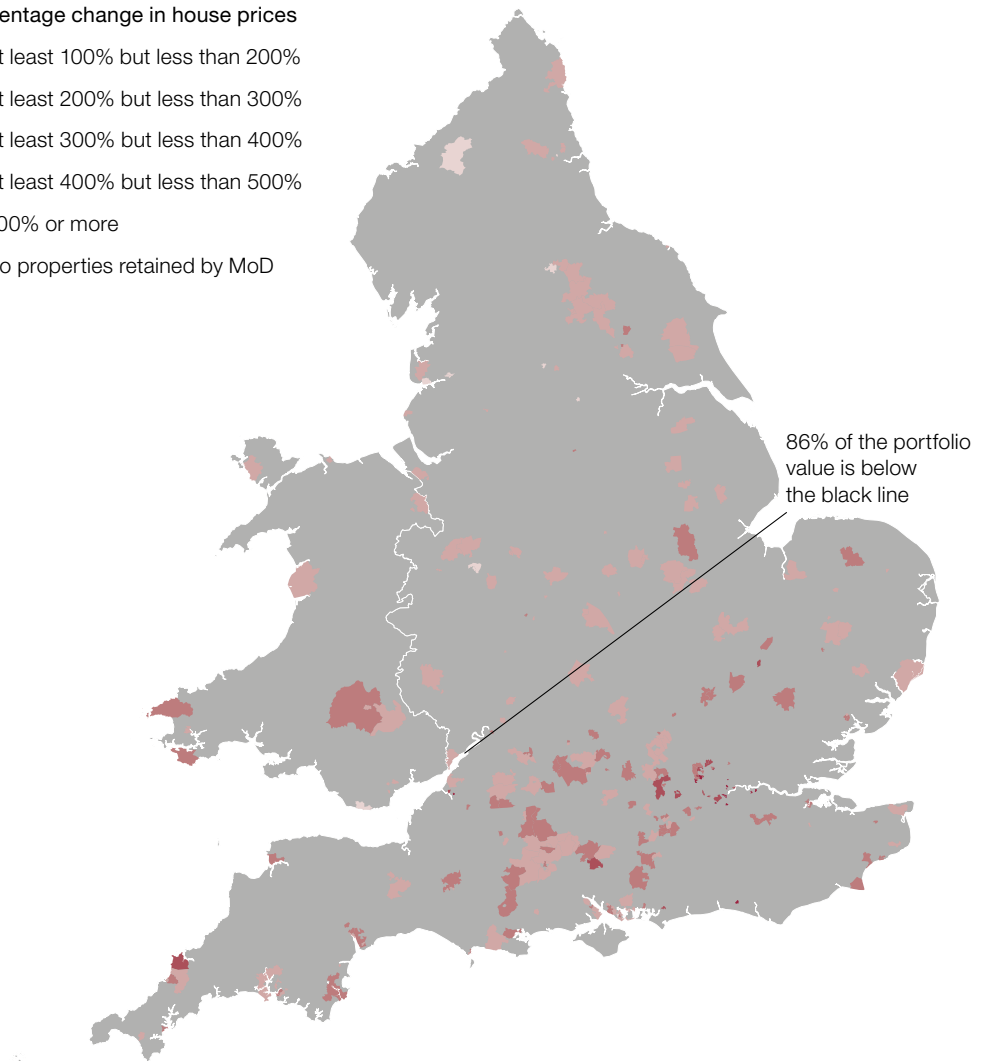 entage change in house prices
t least 100% but less than 200%
t least 200% but less than 300%
t least 300% but less than 400%
t least 400% but less than 500%
00% or more
o properties retained by MoD
86% of the portfolio
value is below
the black line